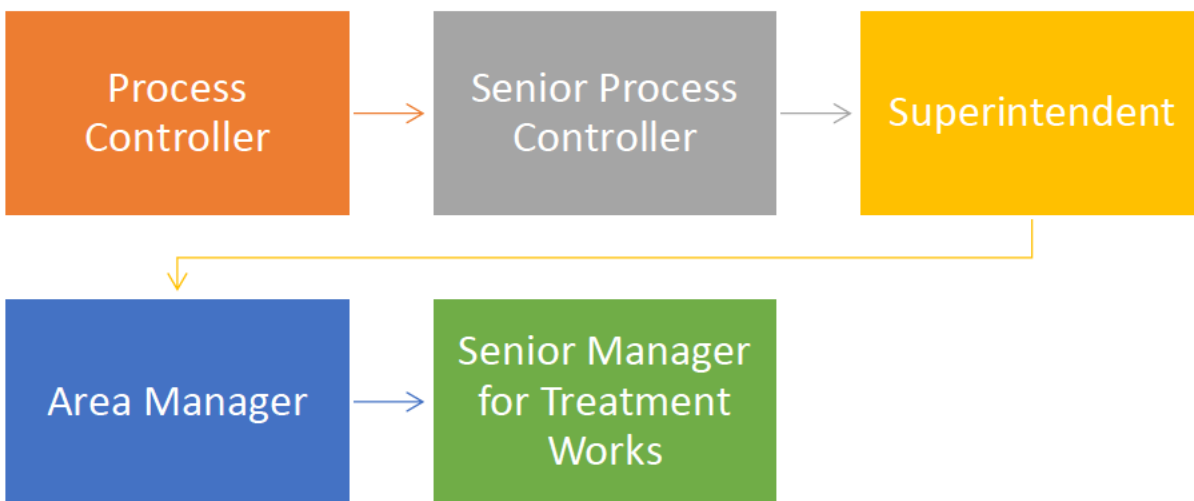 Process
Controller
Senior Process
Controller
Superintendent
Area Manager
Senior Manager
for Treatment
Works